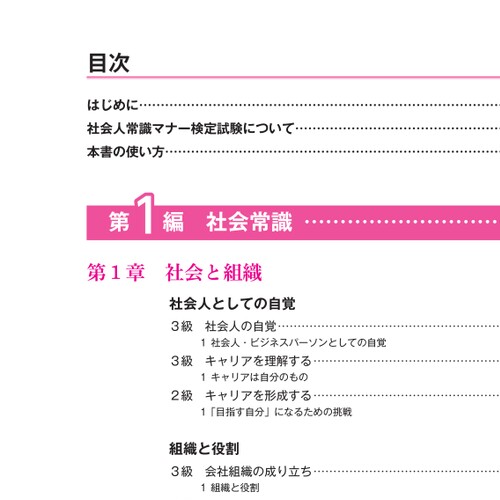 目次
はじめに……………………………………………
社会人常識マナー検定試験について…………………………
本書の使い方…………………………………………
第1編 社会常識 ……………………………
第1章 社会と組織
社会人としての自覚
3級 社会人の自覚……………………………
1 社会人・ビジネスパーソンとしての自覚
3級 キャリアを理解する………………………
1 キャリアは自分のもの
2級 キャリアを形成する………………………
1 「目指す自分」になるための挑戦
組織と役割
3級 会社組織の成り立ち………………………
1 組織と役割